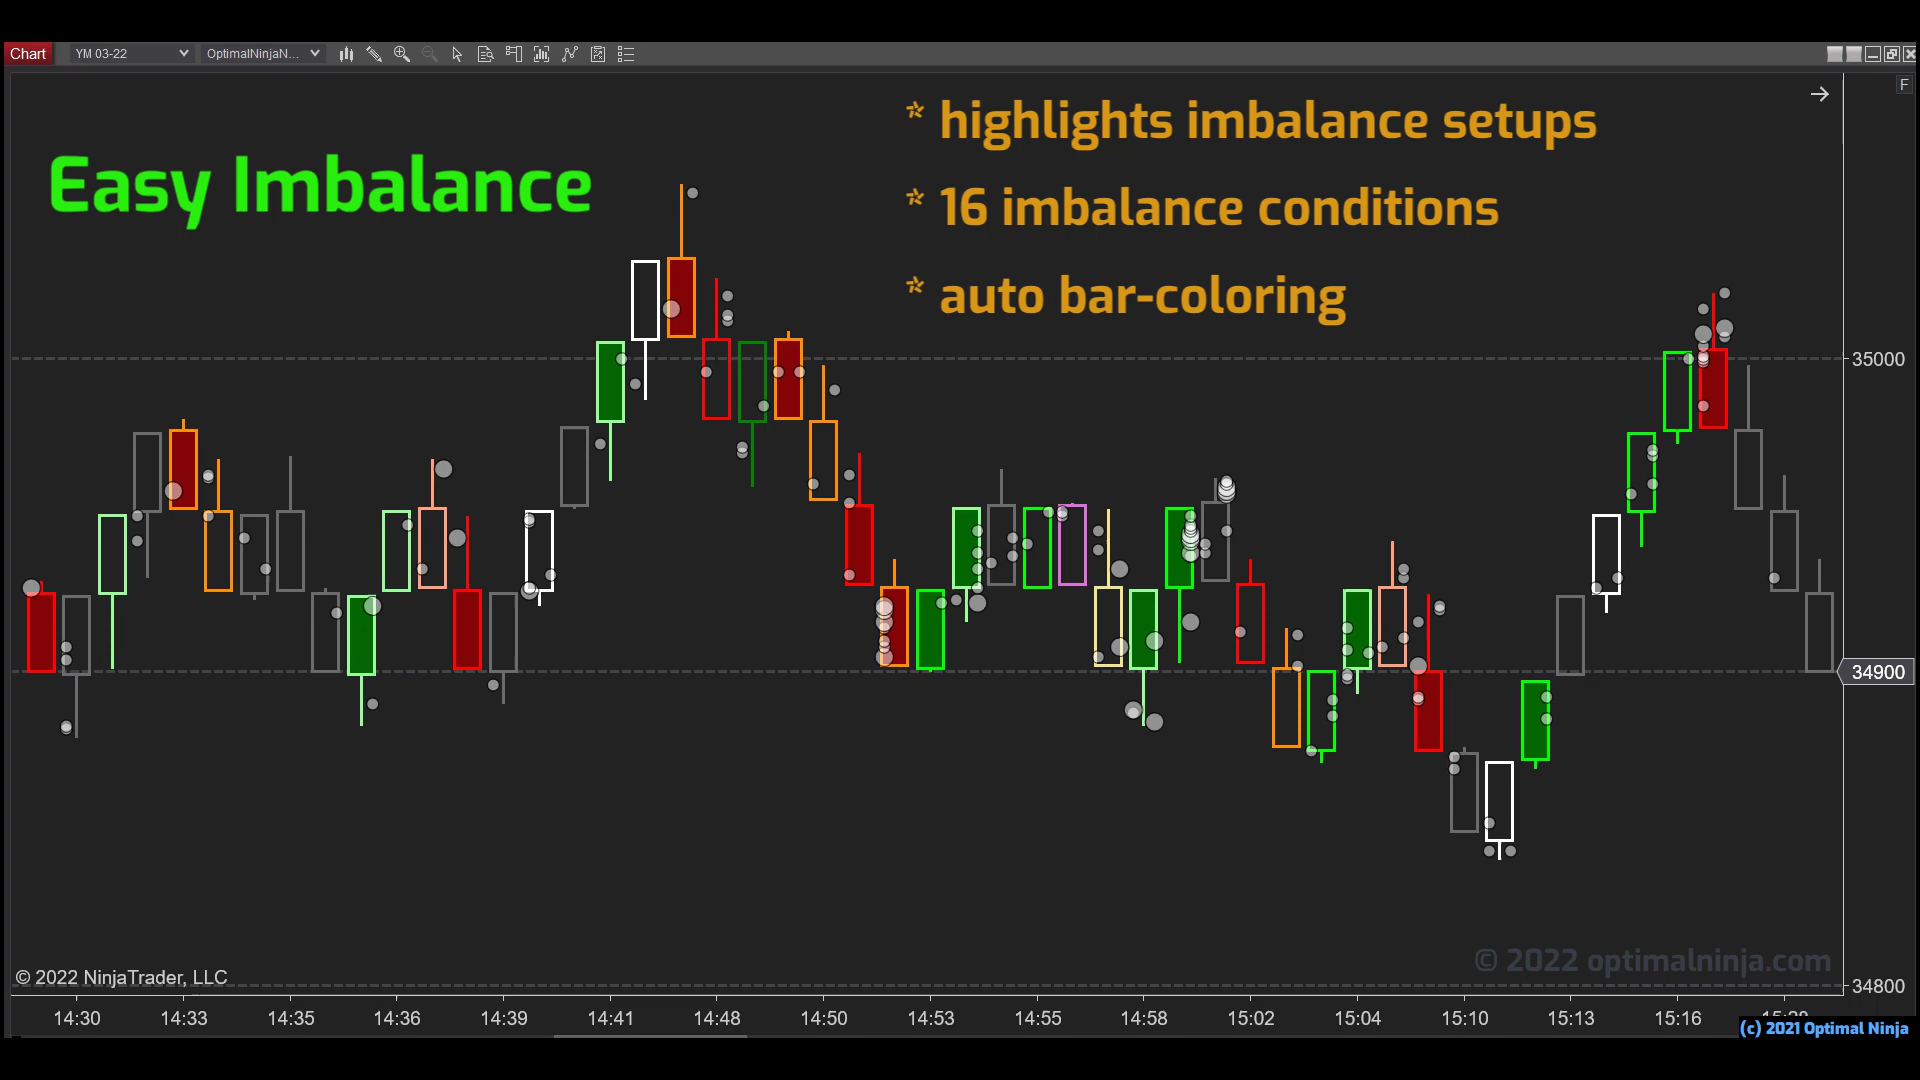 Chart
YM 03-22
OptimalNinjaN...
F
* highlights imbalance setups
Easy Imbalance
* 16 imbalance conditions
* auto bar-coloring
35000
34900
© 2022 optimalninja.com
© 2022 NinjaTrader, LLC
34800
14:30 14:33 14:35 14:36 14:39 14:41 14:48 14:50 14:53 14:55 14:58 15:02 15:04 15:10 15:13 15:16
(c) 2021 Optimal Ninja